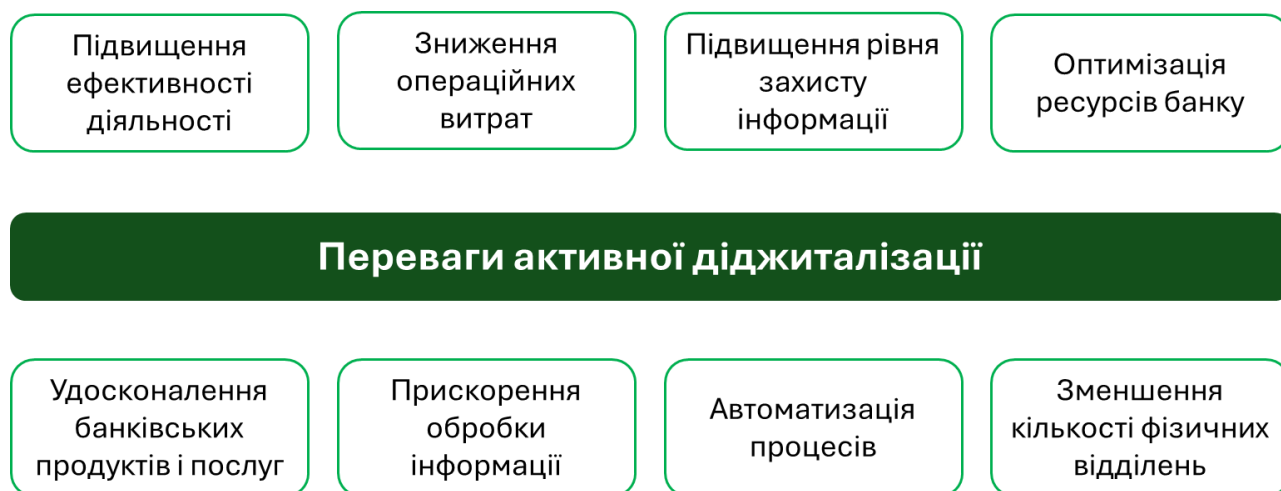 Підвищення
ефективності
діяльності
Зниження
операційних
витрат
Підвищення рівня
захисту
інформації
Оптимізація
ресурсів банку
Переваги активної діджиталізації
Удосконалення
банківських
продуктів і послуг
Прискорення
обробки
інформації
Автоматизація
процесів
Зменшення
кількості фізичних
відділень